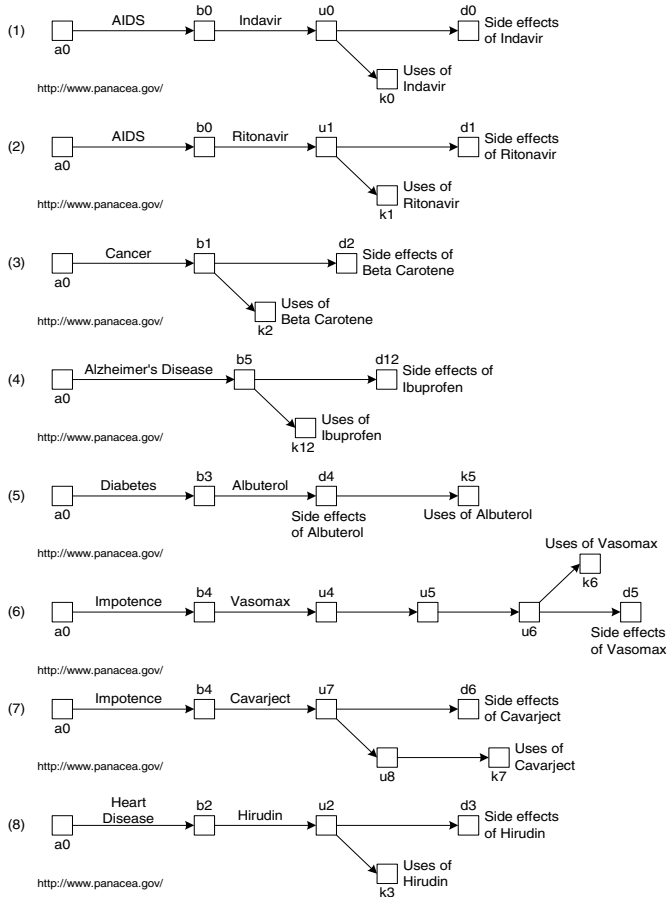 (1) a0 AIDS b0 Indavir u0 d0 Side effects
of Indavir
k0 Uses of
Indavir
http://www.panacea.gov/
(2) a0 AIDS b0 Ritonavir u1 d1 Side effects
of Ritonavir
k1 Uses of
Ritonavir
http://www.panacea.gov/
(3) a0 Cancer b1 d2 Side effects of
Beta Carotene
k2 Uses of
Beta Carotene
http://www.panacea.gov/
(4) a0 Alzheimer's Disease b5 d12 Side effects of
Ibuprofen
k12 Uses of
Ibuprofen
http://www.panacea.gov/
(5) a0 Diabetes b3 Albuterol d4 k5
Side effects
of Albuterol
Uses of Albuterol
http://www.panacea.gov/
Uses of Vasomax
k6
(6) a0 Impotence b4 Vasomax u4 u5 u6 d5
Side effects
of Vasomax
http://www.panacea.gov/
(7) a0 Impotence b4 Cavarject u7 d6 Side effects
of Cavarject
u8 k7 Uses of
Cavarject
http://www.panacea.gov/
(8) a0 Heart
Disease b2 Hirudin u2 d3 Side effects
of Hirudin
k3 Uses of
Hirudin
http://www.panacea.gov/